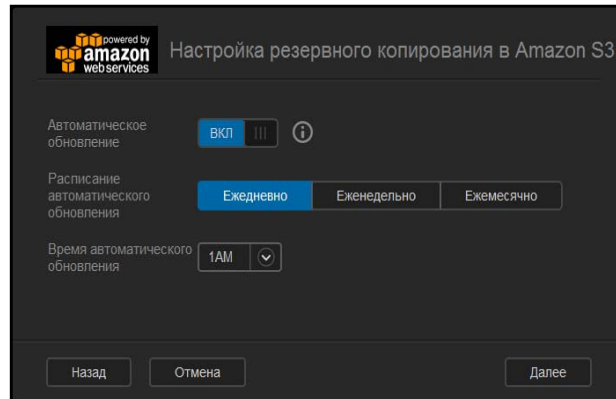 powered by
amazon
web services
Настройка резервного копирования в Amazon S3
Автоматическое
обновление
ВКЛ
Расписание
автоматического
обновления
Ежедневно
Еженедельно
Ежемесячно
Время автоматического
обновления
1AM
Назад
Отмена
Далее